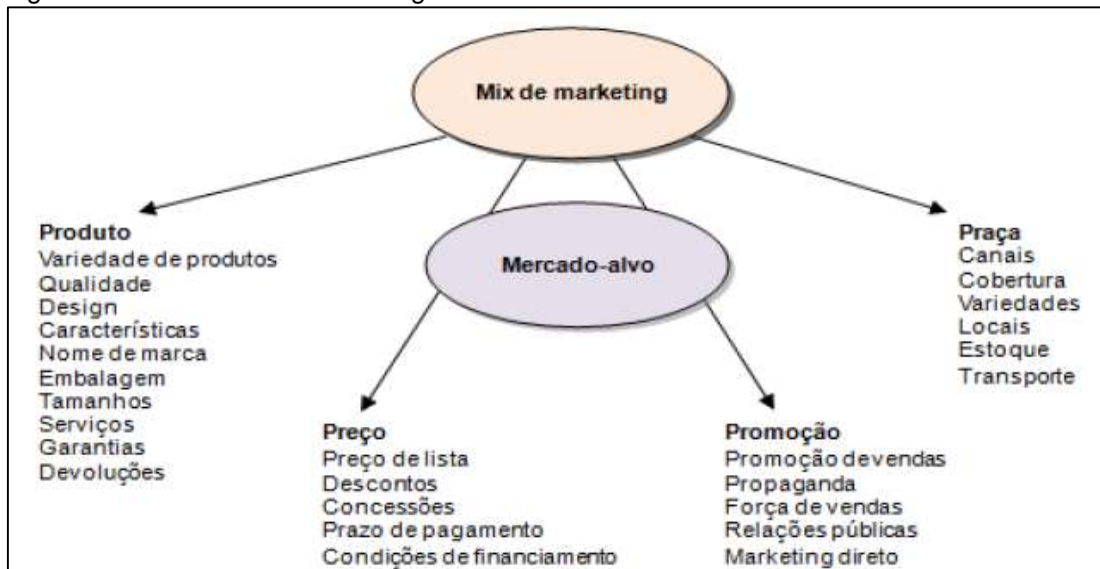 Mix de marketing
Mercado-alvo
Produto
Variedade de produtos
Qualidade
Design
Características
Nome de marca
Embalagem
Tamanhos
Serviços
Garantias
Devoluções
Preço
Preço de lista
Descontos
Concessões
Prazo de pagamento
Condições de financiamento
Promoção
Promoção de vendas
Propaganda
Força de vendas
Relações públicas
Marketing direto
Praça
Canais
Cobertura
Variedades
Locais
Estoque
Transporte